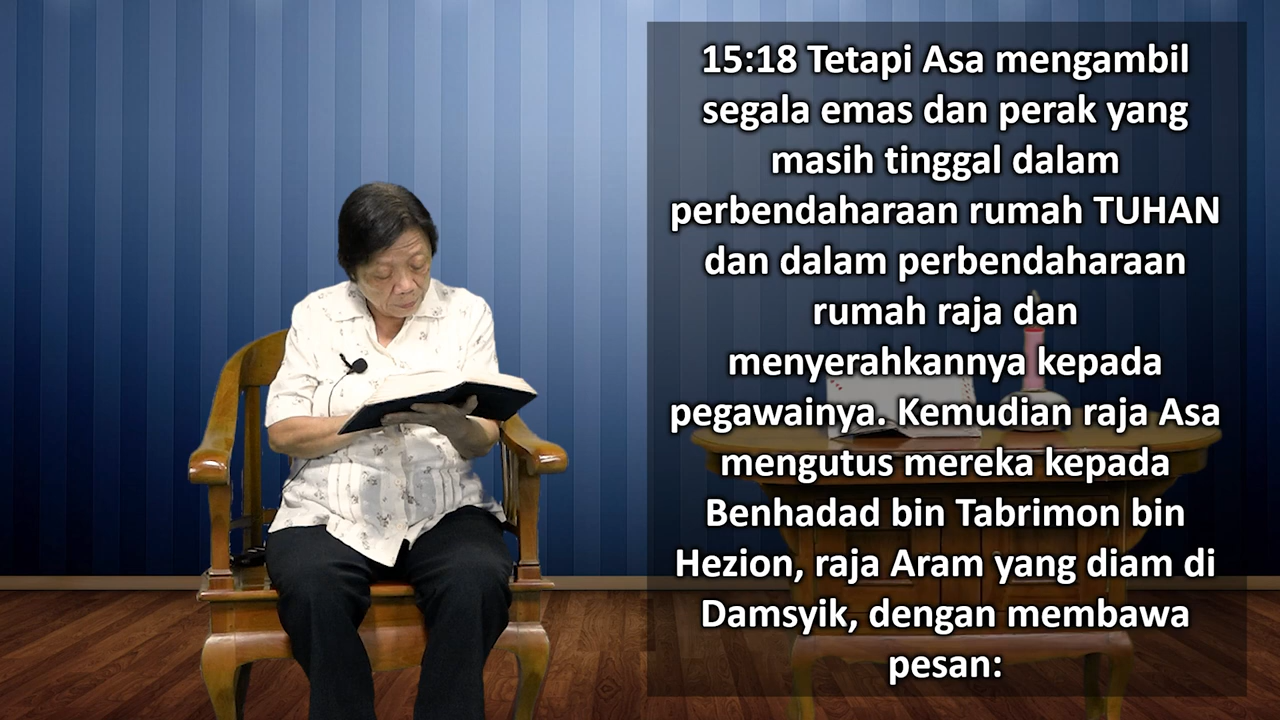 15:18 Tetapi Asa mengambil
segala emas dan perak yang
masih tinggal dalam
perbendaharaan rumah TUHAN
dan dalam perbendaharaan
rumah raja dan
menyerahkannya kepada
pegawainya. Kemudian raja Asa
mengutus mereka kepada
Benhadad bin Tabrimon bin
Hezion, raja Aram yang diam di
Damsyik, dengan membawa
pesan: